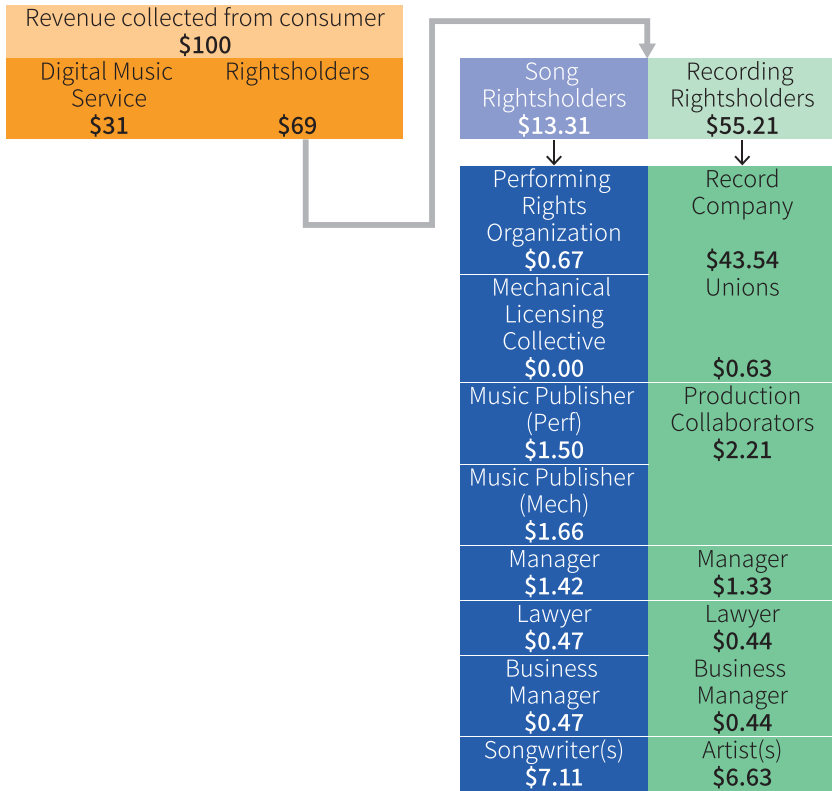 Revenue collected from consumer
$100
Digital Music
Service
$31
Rightsholders
$69
Song
Rightsholders
$13.31
Recording
Rightsholders
$55.21
Performing
Rights
Organization
$0.67
Mechanical
Licensing
Collective
$0.00
Music Publisher
(Perf)
$1.50
Music Publisher
(Mech)
$1.66
Manager
$1.42
Lawyer
$0.47
Business
Manager
$0.47
Songwriter(s)
$7.11
Record
Company
$43.54
Unions
$0.63
Production
Collaborators
$2.21
Manager
$1.33
Lawyer
$0.44
Business
Manager
$0.44
Artist(s)
$6.63